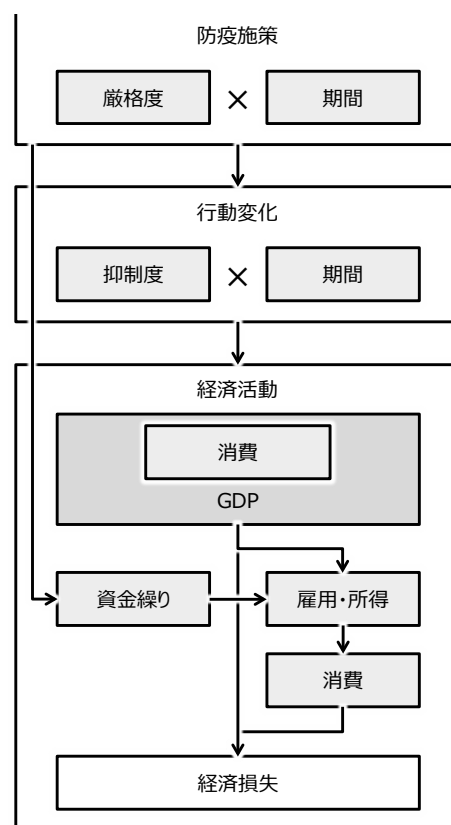 防疫施策
厳格度 × 期間
行動変化
抑制度 × 期間
経済活動
消費
GDP
資金繰り
雇用・所得
消費
経済損失